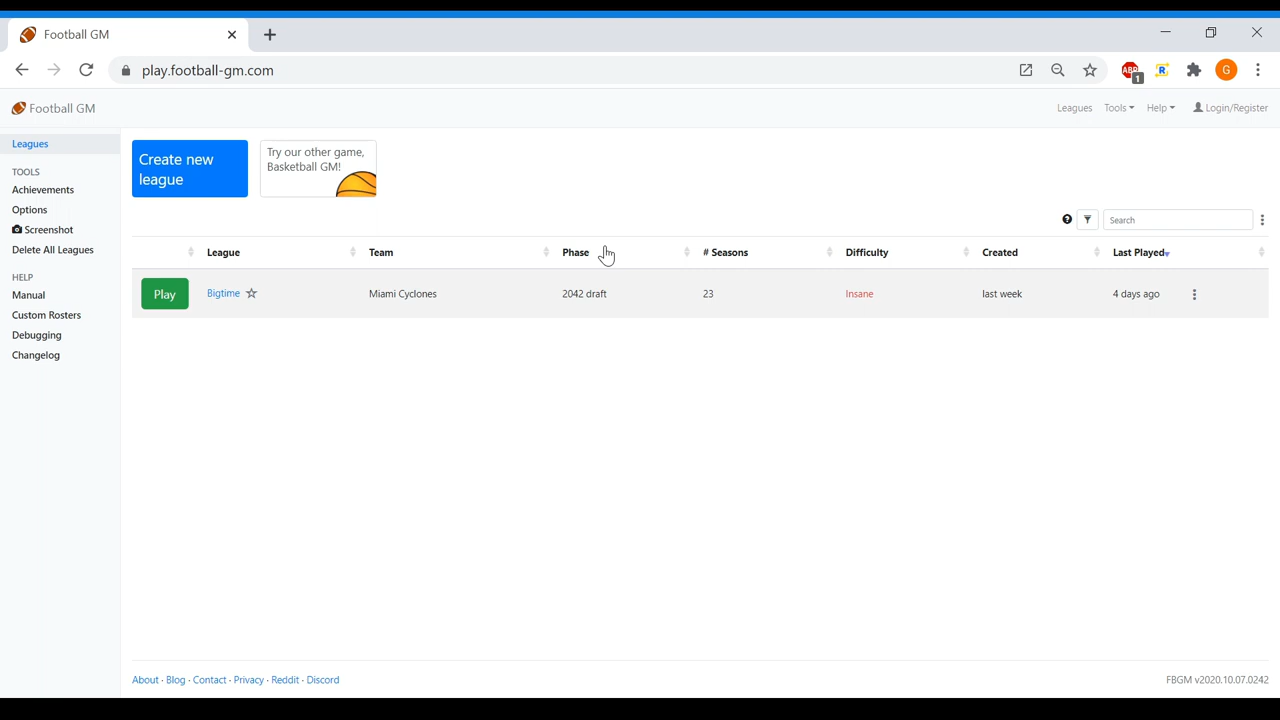 Football GM
play.football-gm.com
ABP
1
R
G
Football GM
Leagues Tools Help Login/Register
Leagues
TOOLS
Achievements
Options
Screenshot
Delete All Leagues
HELP
Manual
Custom Rosters
Debugging
Changelog
Create new
league
Try our other game,
Basketball GM!
Search
League Team Phase # Seasons Difficulty Created Last Played
Play Bigtime Miami Cyclones 2042 draft 23 Insane last week 4 days ago
About · Blog · Contact · Privacy · Reddit · Discord
FBGM v2020.10.07.0242